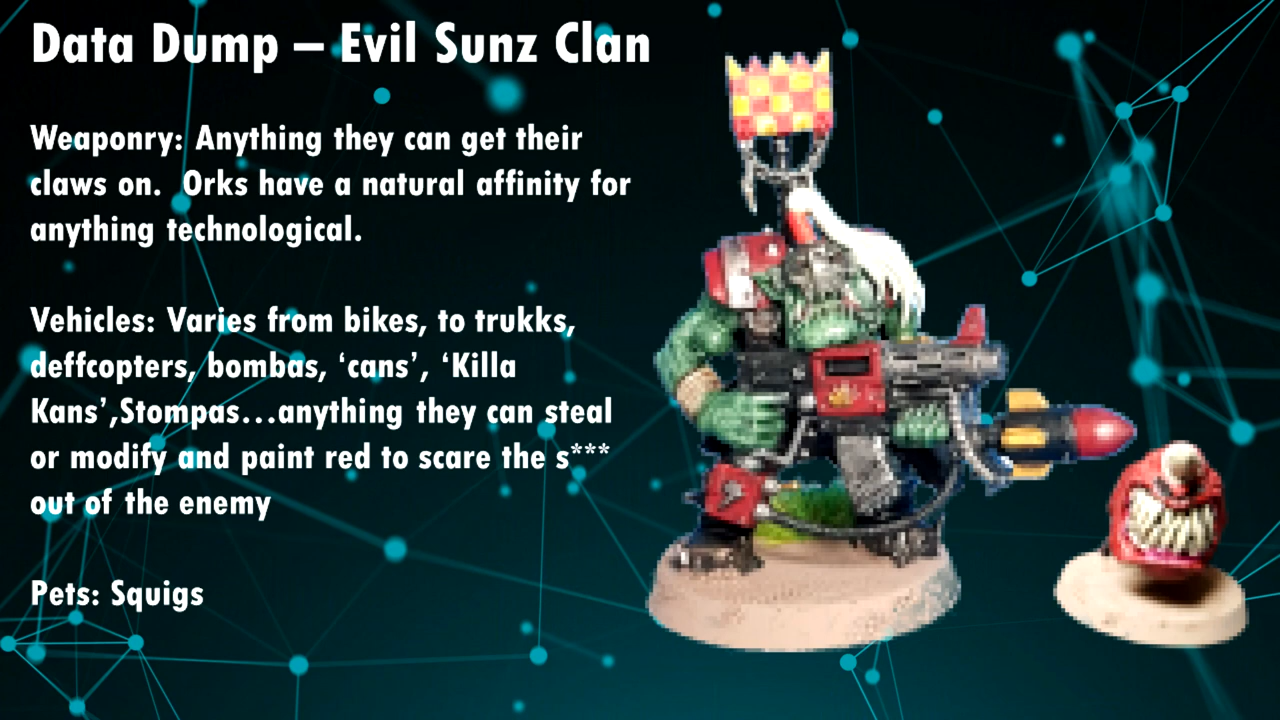 Data Dump – Evil Sunz Clan
Weaponry: Anything they can get their
claws on.  Orks have a natural affinity for
anything technological.
Vehicles: Varies from bikes, to trukks,
deffcopters, bombas, ‘cans’, ‘Killa
Kans’,Stompas…anything they can steal
or modify and paint red to scare the s***
out of the enemy
Pets: Squigs